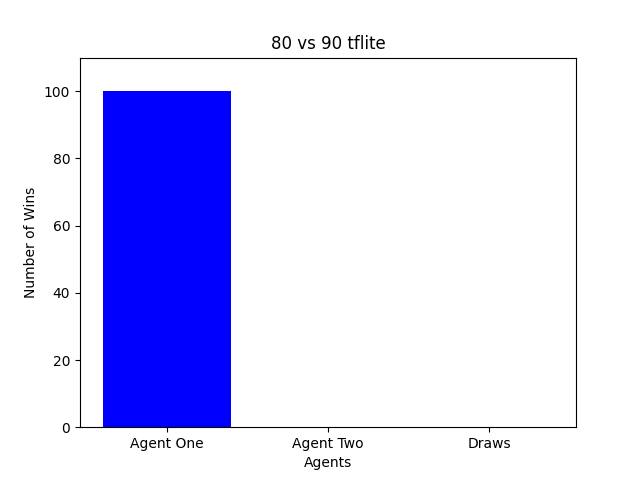 80 vs 90 tflite
Number of Wins
100
80
60
40
20
0
Agent One
Agent Two
Draws
Agents